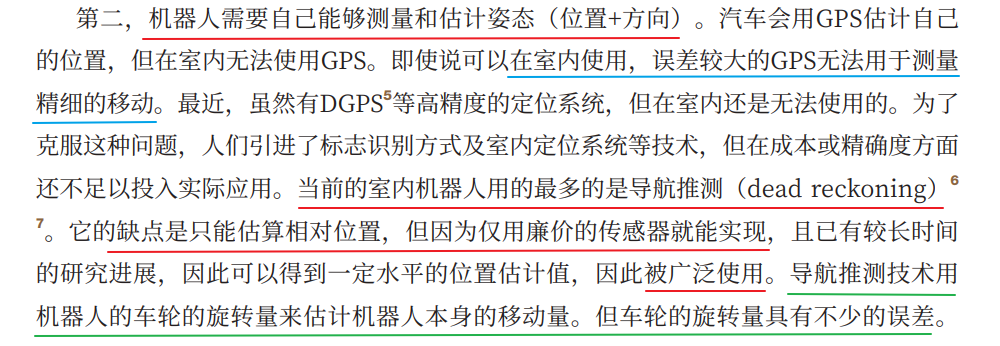 第二，机器人需要自己能够测量和估计姿态（位置+方向）。汽车会用GPS估计自己
的位置，但在室内无法使用GPS。即使说可以在室内使用，误差较大的GPS无法用于测量
精细的移动。最近，虽然有DGPS5等高精度的定位系统，但在室内还是无法使用的。为了
克服这种问题，人们引进了标志识别方式及室内定位系统等技术，但在成本或精确度方面
还不足以投入实际应用。当前的室内机器人用的最多的是导航推测（dead reckoning）6
7。它的缺点是只能估算相对位置，但因为仅用廉价的传感器就能实现，且已有较长时间
的研究进展，因此可以得到一定水平的位置估计值，因此被广泛使用。导航推测技术用
机器人的车轮的旋转量来估计机器人本身的移动量。但车轮的旋转量具有不少的误差。